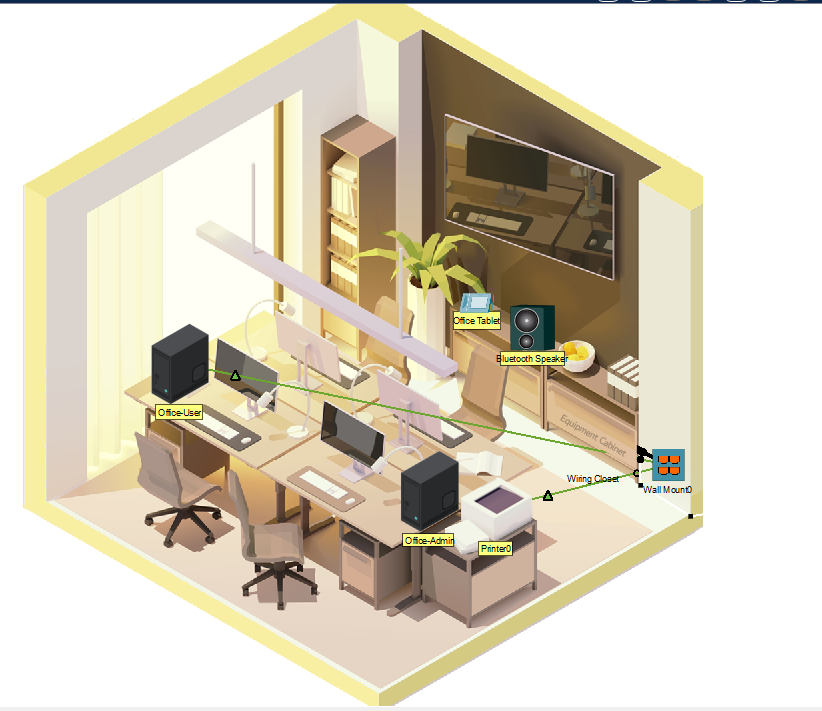 Office Tablet
Bluetooth Speaker
Office-User
Equipment Cabinet
Wiring Closet
Wall Mount0
Office-Admin
Printer0